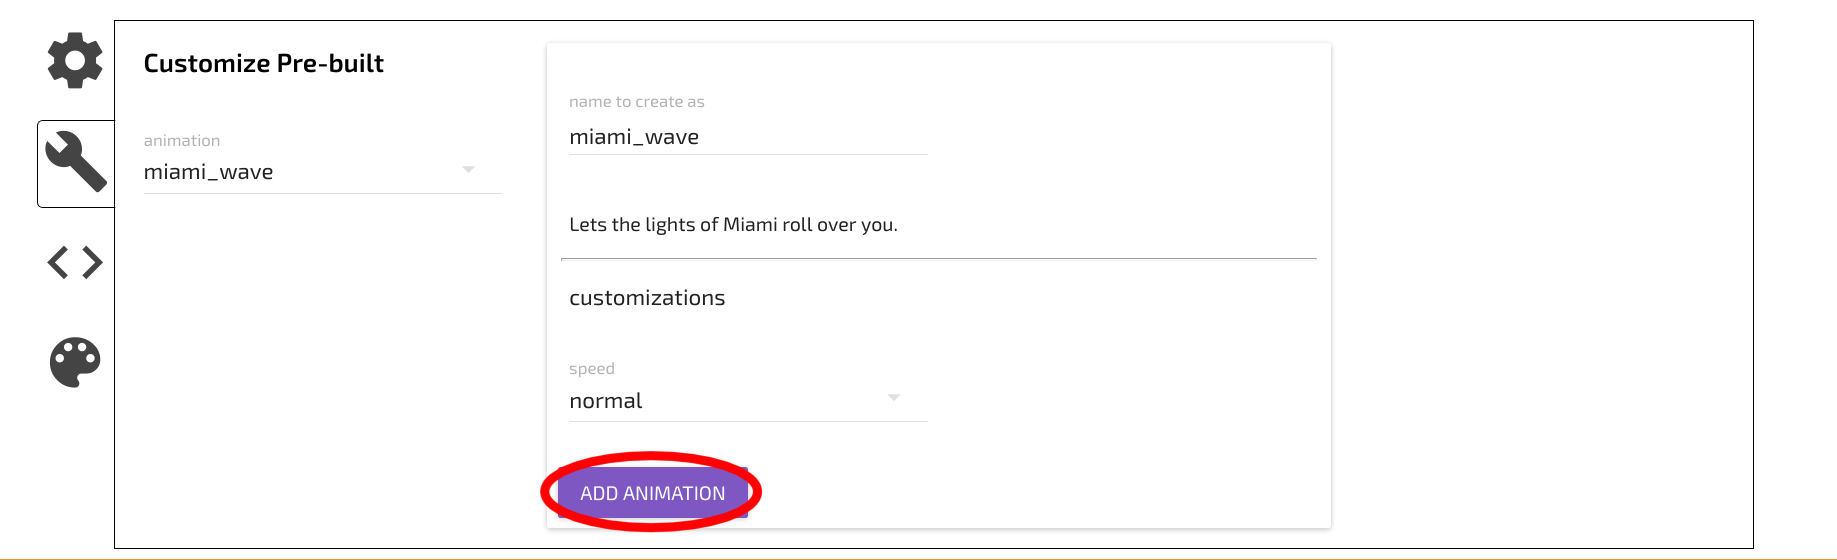 Customize Pre-built
animation
miami_wave
name to create as
miami_wave
Lets the lights of Miami roll over you.
customizations
speed
normal
ADD ANIMATION